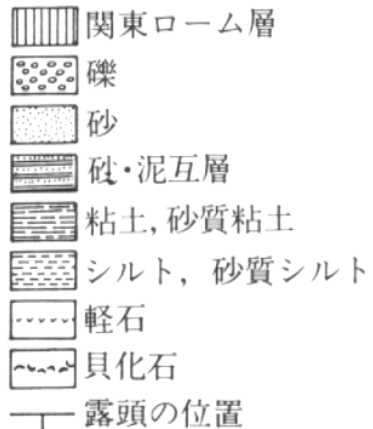 関東ローム層
礫
砂
砂・泥互層
粘土, 砂質粘土
シルト, 砂質シルト
軽石
貝化石
露頭の位置